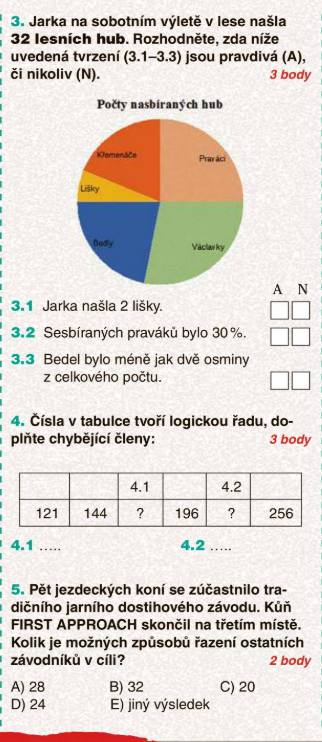 3. Jarka na sobotním výletě v lese našla
32 lesních hub. Rozhodněte, zda níže
uvedená tvrzení (3.1–3.3) jsou pravdivá (A),
či nikoliv (N). 3 body
Počty nasbíraných hub
Křemenáče
Praváci
Lišky
Bedly
Václavky
A N
3.1 Jarka našla 2 lišky.
3.2 Sesbíraných praváků bylo 30 %.
3.3 Bedel bylo méně jak dvě osminy
z celkového počtu.
4. Čísla v tabulce tvoří logickou řadu, do-
plňte chybějící členy: 3 body
4.1 4.2
121 144 ? 196 ? 256
4.1 ..... 4.2 .....
5. Pět jezdeckých koní se zúčastnilo tra-
dičního jarního dostihového závodu. Kůň
FIRST APPROACH skončil na třetím místě.
Kolik je možných způsobů řazení ostatních
závodníků v cíli? 2 body
A) 28 B) 32 C) 20
D) 24 E) jiný výsledek